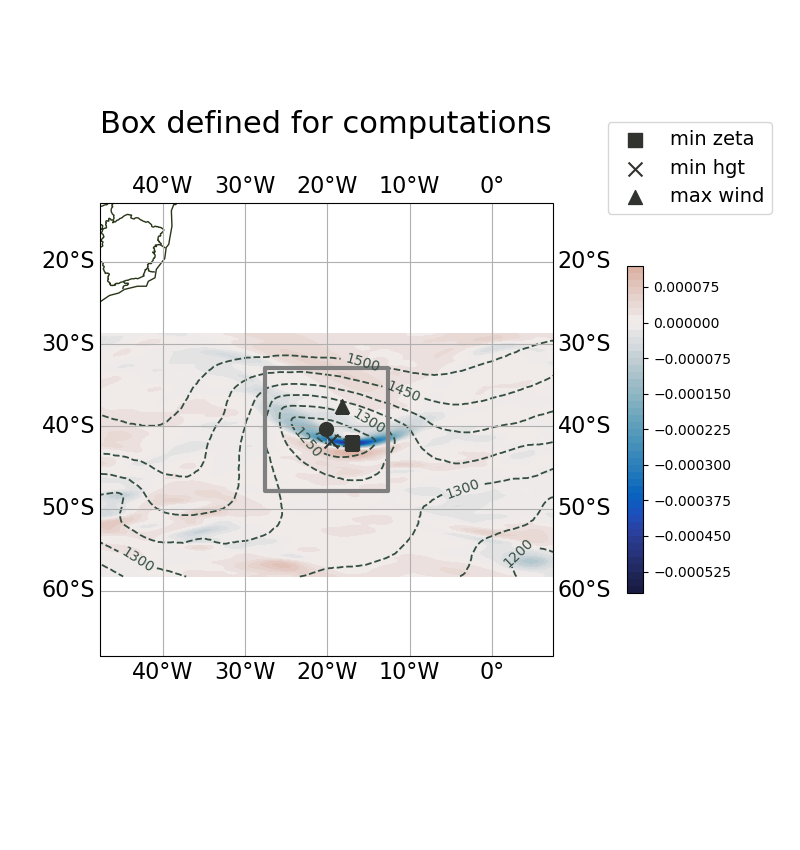 Box defined for computations
min zeta
min hgt
max wind
40°W 30°W 20°W 10°W 0°
20°S 20°S
30°S 30°S
40°S 40°S
50°S 50°S
60°S 60°S
40°W 30°W 20°W 10°W 0°
1500
1450
1300
1250
1300
1300
1200
0.000075
0.000000
−0.000075
−0.000150
−0.000225
−0.000300
−0.000375
−0.000450
−0.000525